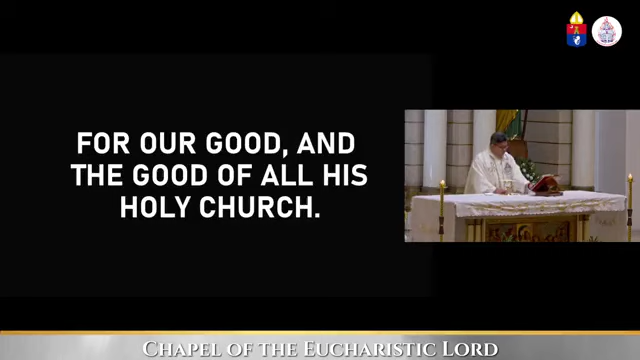 FOR OUR GOOD, AND
THE GOOD OF ALL HIS
HOLY CHURCH.
CHAPEL OF THE EUCHARISTIC LORD